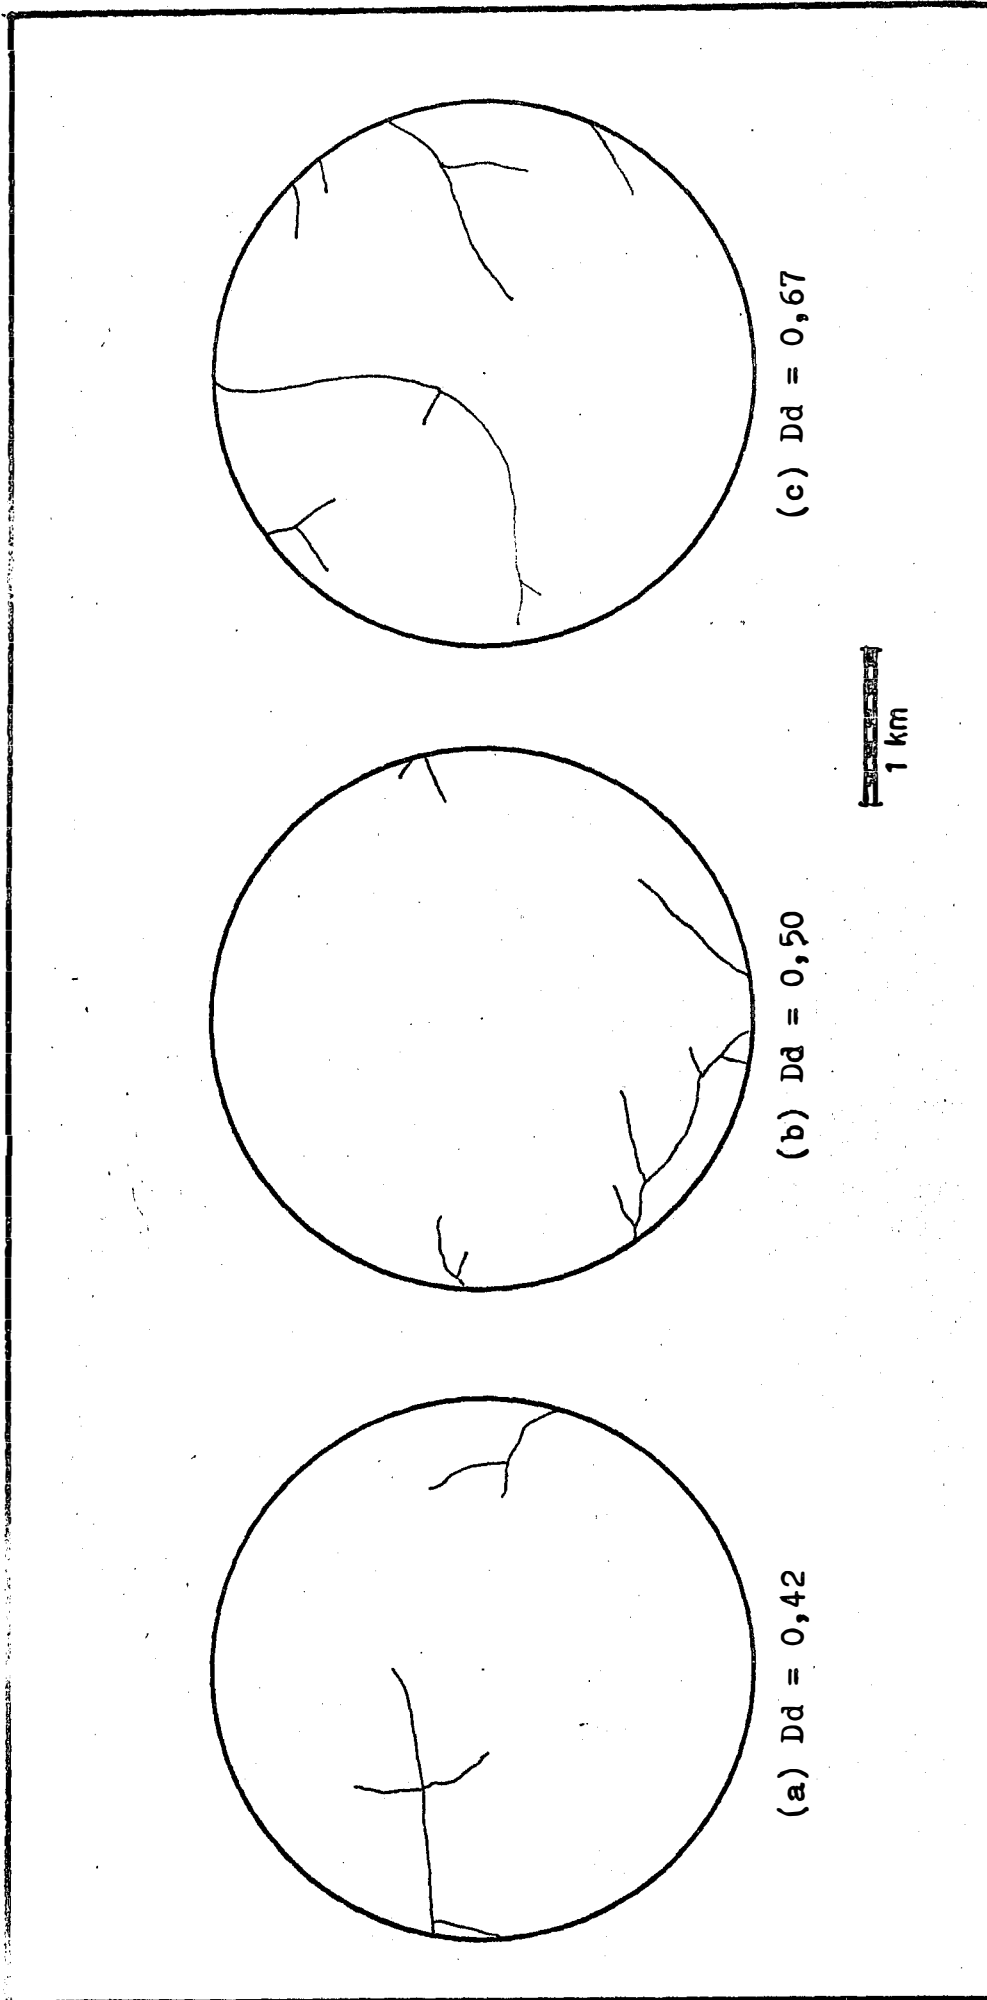 (a) Dd = 0,42
(b) Dd = 0,50
(c) Dd = 0,67
1 km